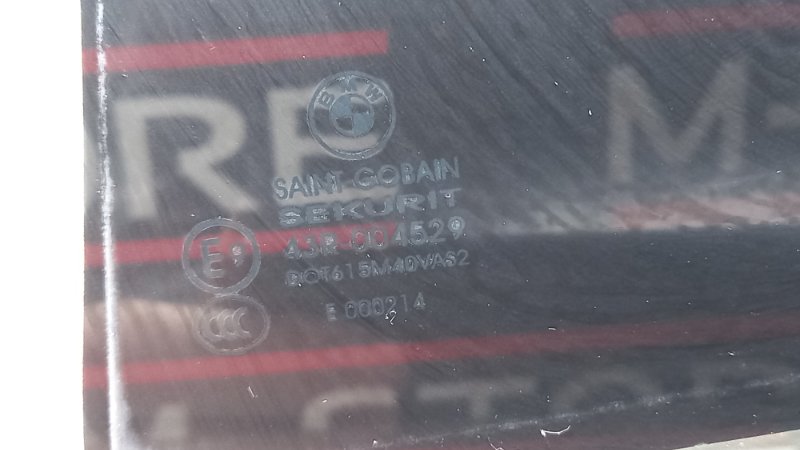 BMW
SAINT-GOBAIN
SEKURIT
43R-004529
DOT615M40VAS2
E 000214
E9
CCC